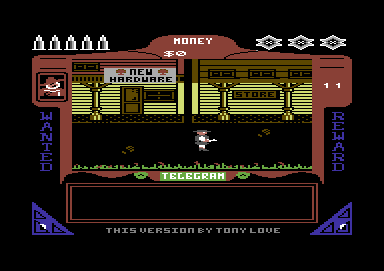 MONEY
$0
NEW
HARDWARE
STORE
11
WANTED
REWARD
TELEGRAM
THIS VERSION BY TONY LOVE